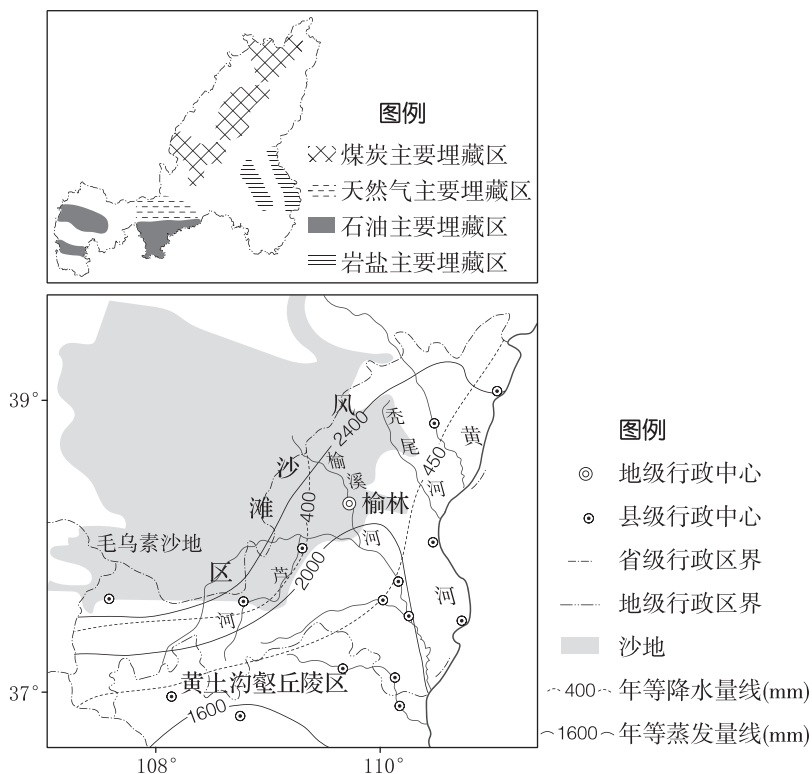 图例
煤炭主要埋藏区
天然气主要埋藏区
石油主要埋藏区
岩盐主要埋藏区
39°
37°
108°
110°
风
沙
滩
区
2400
秃
尾
河
黄
河
450
榆
溪
河
榆林
400
毛乌素沙地
2000
芦
河
黄土沟壑丘陵区
1600
图例
地级行政中心
县级行政中心
省级行政区界
地级行政区界
沙地
400 年等降水量线(mm)
1600 年等蒸发量线(mm)